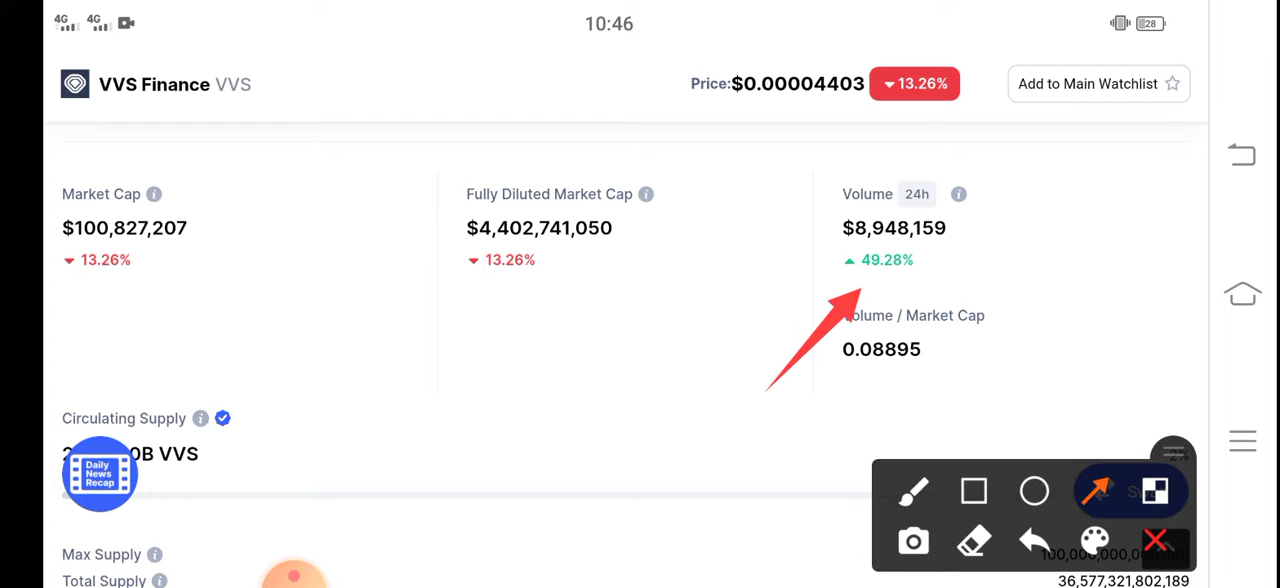 4G 4G 10:46 28
VVS Finance VVS Price:$0.00004403 13.26% Add to Main Watchlist
Market Cap Fully Diluted Market Cap Volume 24h
$100,827,207 $4,402,741,050 $8,948,159
13.26% 13.26% 49.28%
Volume / Market Cap
0.08895
Circulating Supply
0B VVS
Daily
News
Recap
Max Supply
Total Supply 36,577,321,802,189